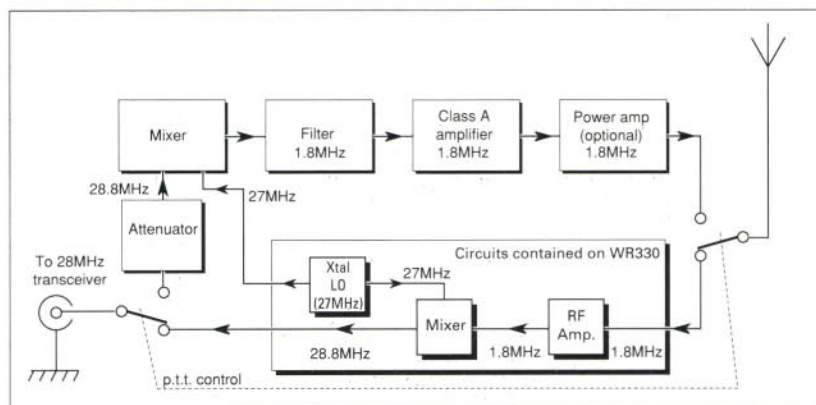 Mixer
Filter
1.8MHz
Class A
amplifier
1.8MHz
Power amp
(optional)
1.8MHz
28.8MHz
27MHz
Attenuator
To 28MHz
transceiver
Circuits contained on WR330
Xtal
LO
(27MHz)
27MHz
Mixer
RF
Amp.
28.8MHz
1.8MHz
1.8MHz
p.t.t. control